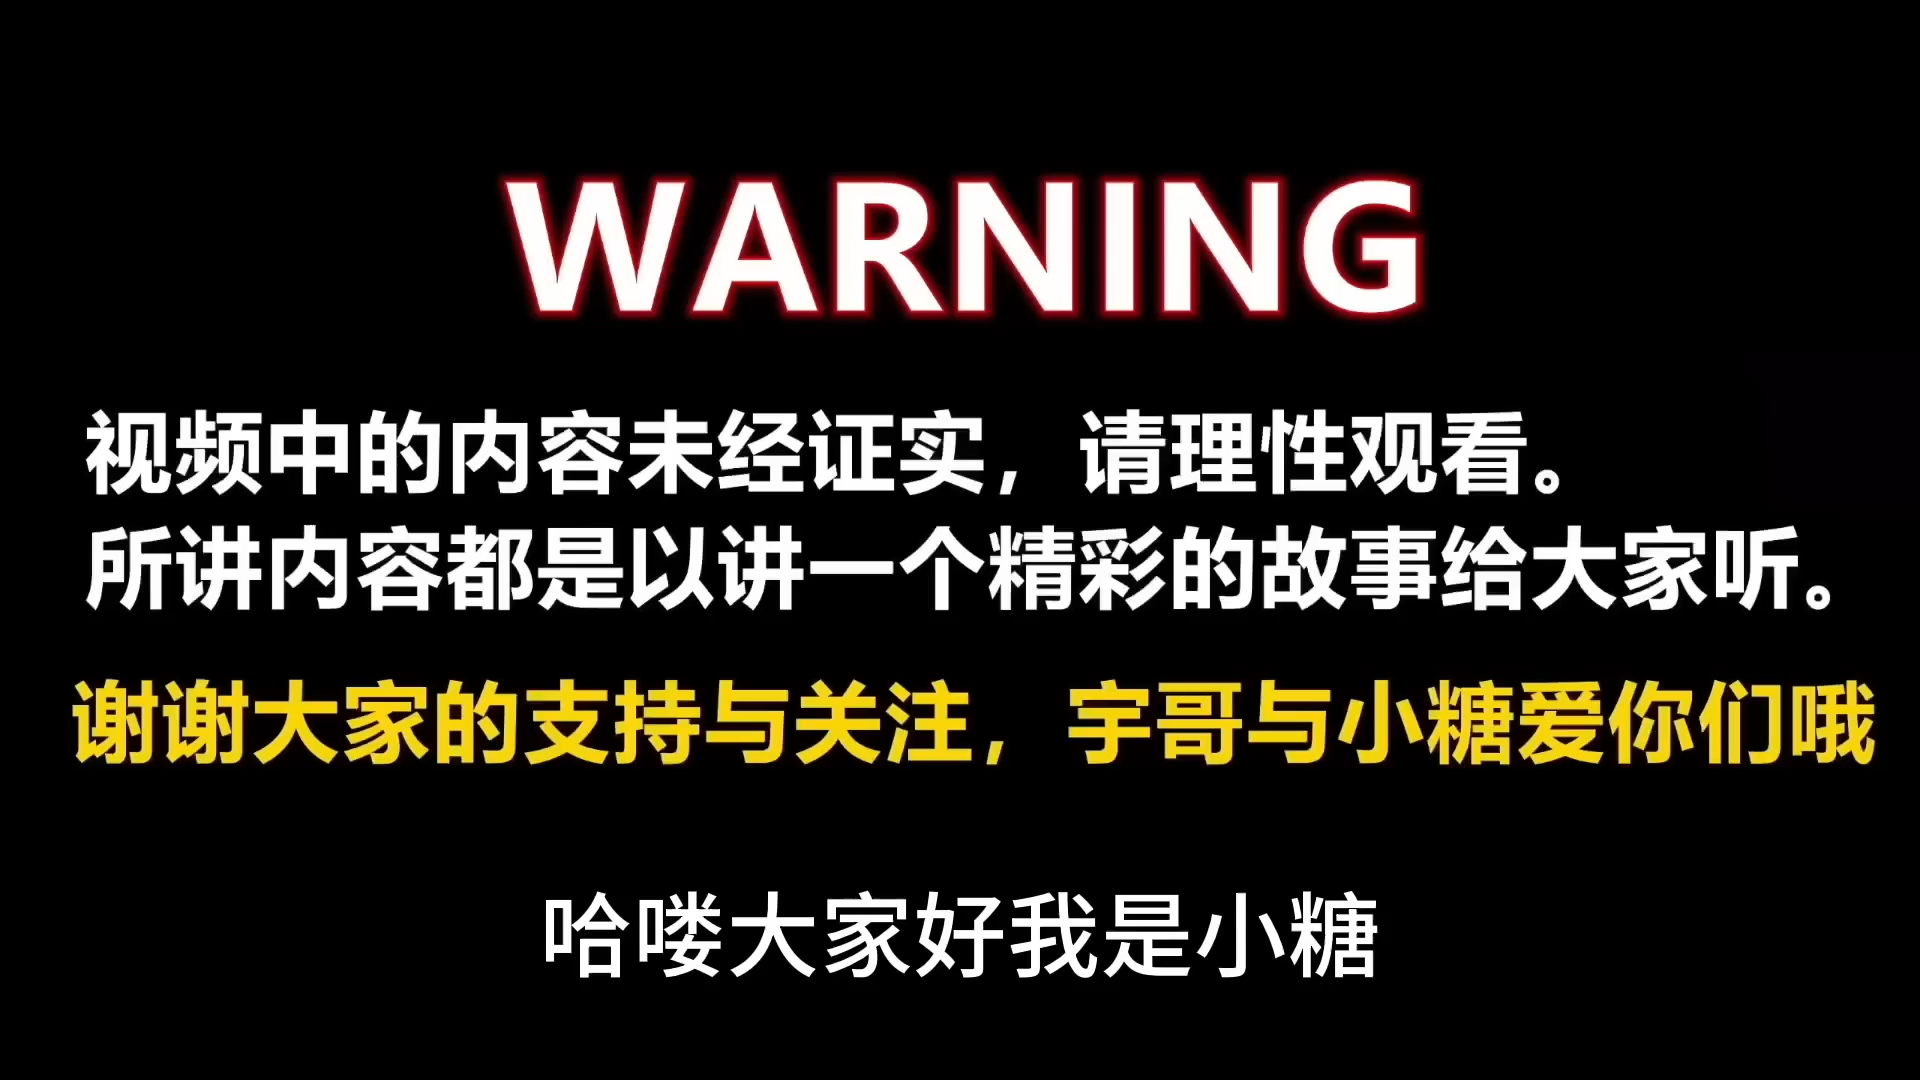 WARNING
视频中的内容未经证实，请理性观看。
所讲内容都是以讲一个精彩的故事给大家听。
谢谢大家的支持与关注，宇哥与小糖爱你们哦
哈喽大家好我是小糖